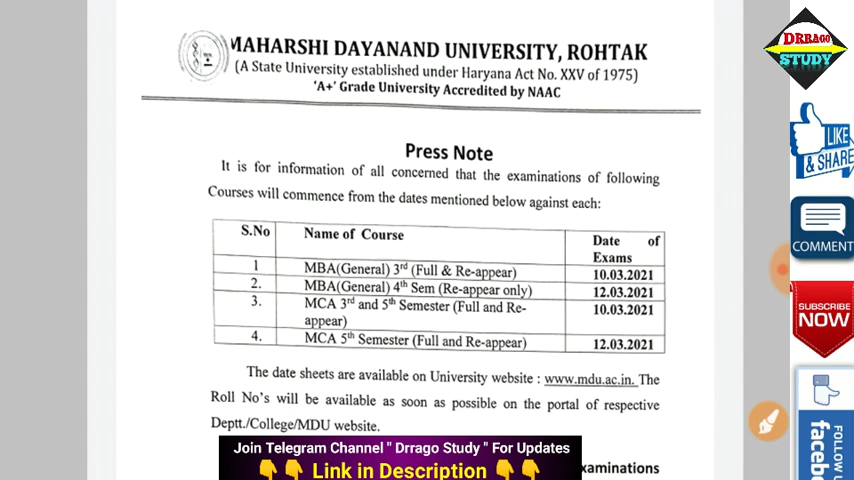 MAHARSHI DAYANAND UNIVERSITY, ROHTAK
(A State University established under Haryana Act No. XXV of 1975)
'A+' Grade University Accredited by NAAC
Press Note
It is for information of all concerned that the examinations of following
Courses will commence from the dates mentioned below against each:
S.No Name of Course Date of Exams
1 MBA(General) 3rd (Full & Re-appear) 10.03.2021
2. MBA(General) 4th Sem (Re-appear only) 12.03.2021
3. MCA 3rd and 5th Semester (Full and Re-
appear) 10.03.2021
4. MCA 5th Semester (Full and Re-appear) 12.03.2021
The date sheets are available on University website : www.mdu.ac.in. The
Roll No's will be available as soon as possible on the portal of respective
Deptt./College/MDU website.
Join Telegram Channel " Drrago Study " For Updates
👇👇 Link in Description 👇👇
xaminations
DRRAGO
STUDY
LIKE
& SHARE
COMMENT
SUBSCRIBE
NOW
FOLLOW
facebo